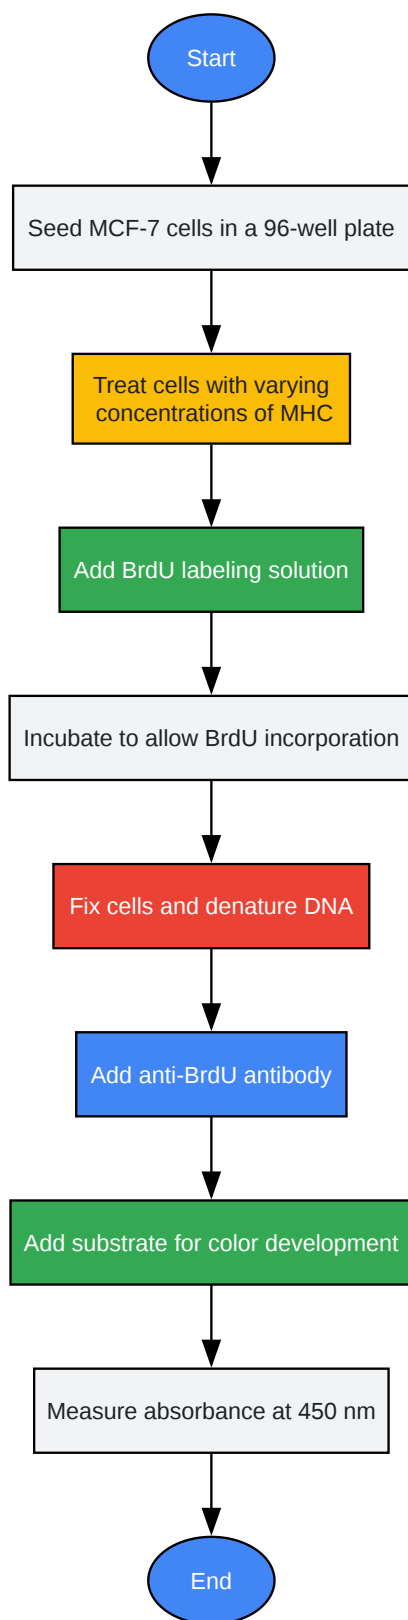 Start
Seed MCF-7 cells in a 96-well plate
Treat cells with varying
concentrations of MHC
Add BrdU labeling solution
Incubate to allow BrdU incorporation
Fix cells and denature DNA
Add anti-BrdU antibody
Add substrate for color development
Measure absorbance at 450 nm
End